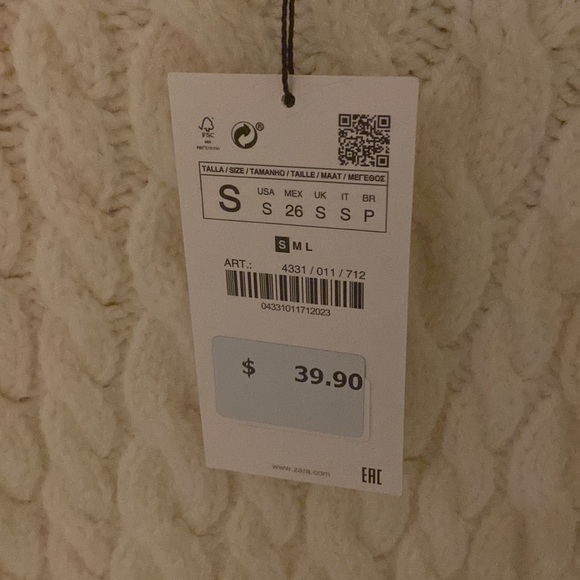 FSC
®
TALLA / SIZE / TAMANHO / TAILLE / MAAT / ΜΕΓΕΘΟΣ
S
USA MEX UK IT BR
S 26 S S P
S M L
ART.: 4331 / 011 / 712
04331011712023
$ 39.90
www.zara.com
EAC